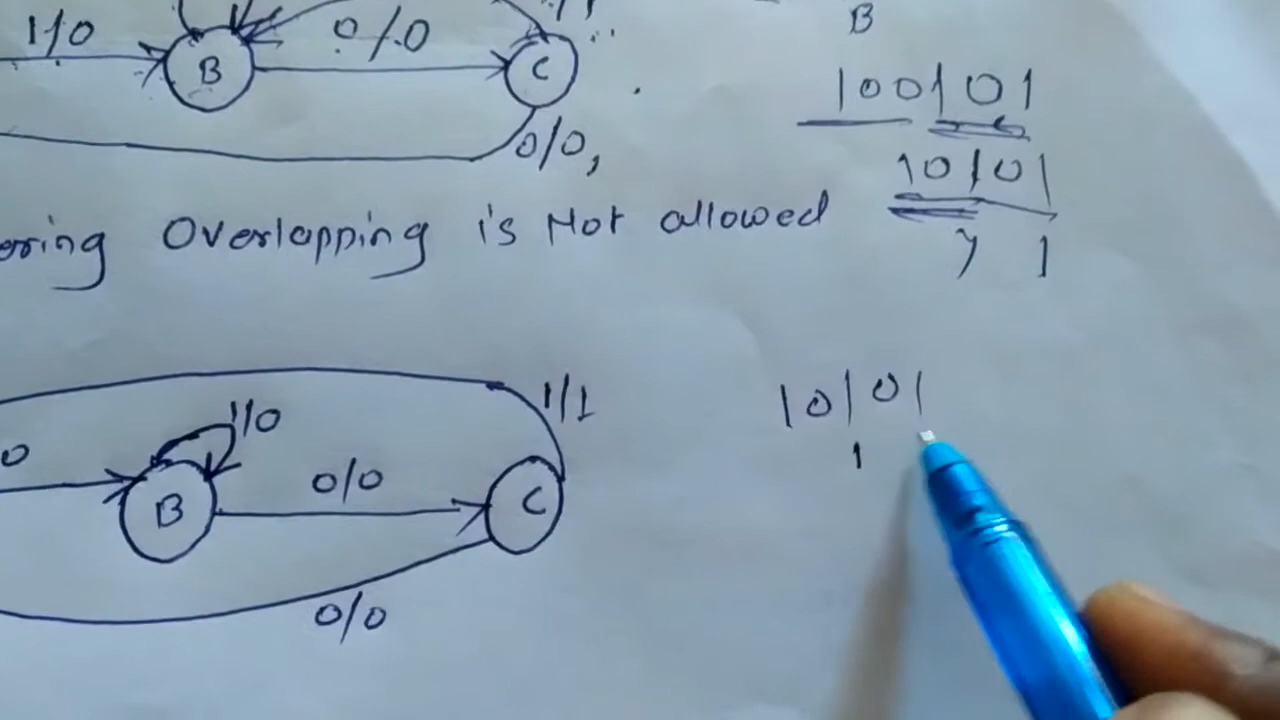 B
1/0
0/0
B
C
100101
0/0,
10101
ering Overlapping is Not allowed
1
1/1
10101
1/0
0
1
0/0
B
C
0/0